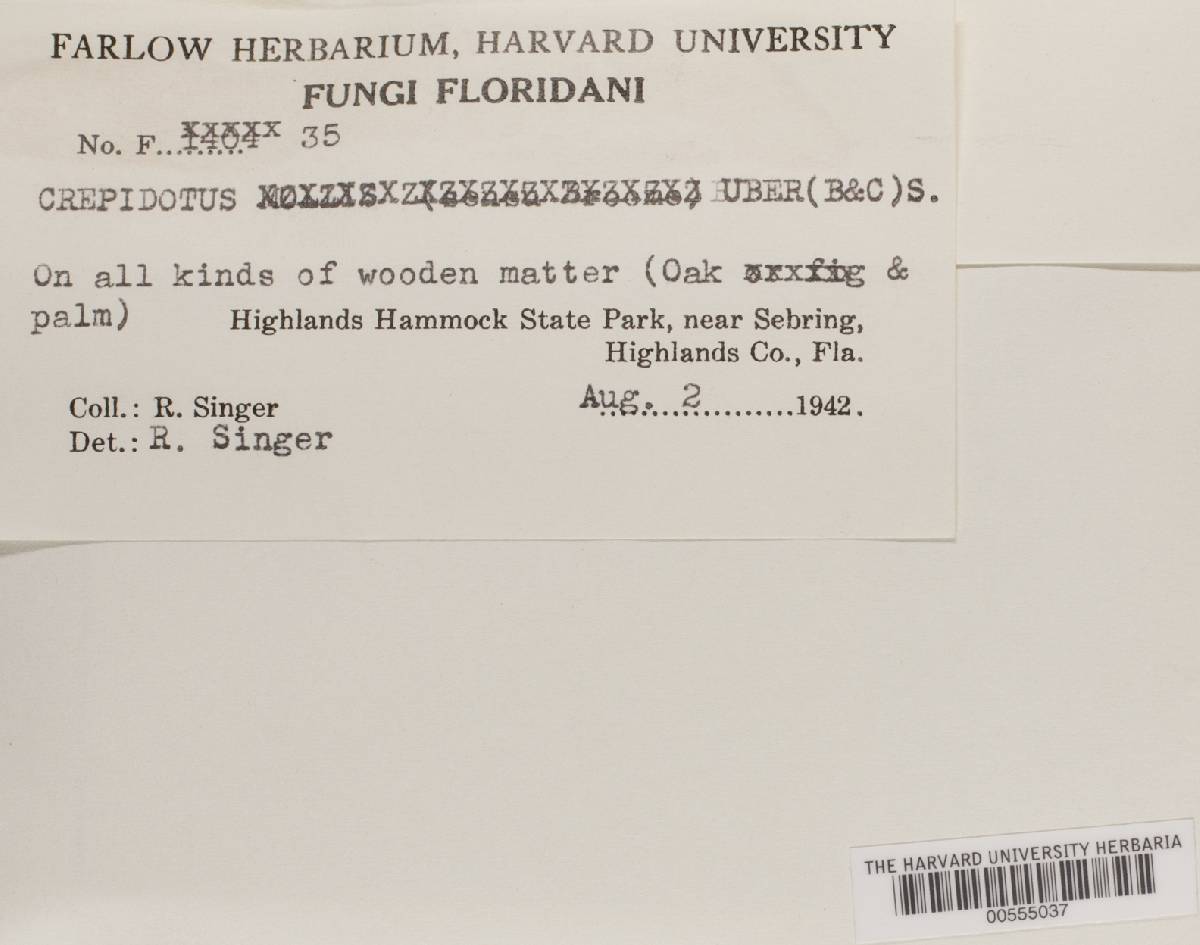 FARLOW HERBARIUM, HARVARD UNIVERSITY
FUNGI FLORIDANI
No. F. 1404 35
CREPIDOTUS UBER(B&C)S.
On all kinds of wooden matter (Oak fig &
palm) Highlands Hammock State Park, near Sebring,
Highlands Co., Fla.
Coll.: R. Singer Aug. 2 1942.
Det.: R. Singer
THE HARVARD UNIVERSITY HERBARIA
00555037